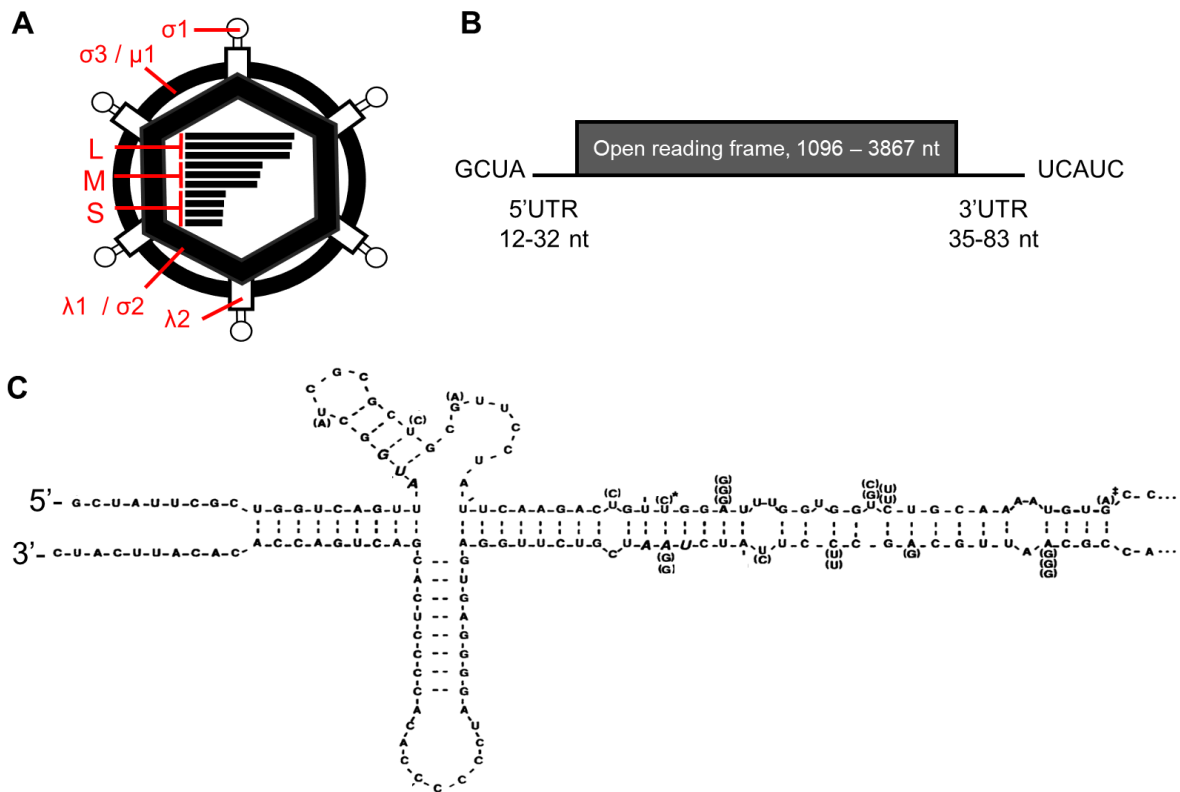 A
σ1
σ3 / μ1
L
M
S
λ1 / σ2
λ2
B
Open reading frame, 1096 – 3867 nt
GCUA
UCAUC
5'UTR
12-32 nt
3'UTR
35-83 nt
C
5'- G-C-U-A-U-U-C-G-C
U-G-G-U-C-A-G-U-U
A-U-G-G-C-U-C-G-C-G-C-U-G-C-G-U-U-C-C-U-A
(A)
(C)
(A)
U-U-C-A-A-G-A-C
(C)
(C)*
(G)
(G)
(G)
3'- C-U-A-C-U-U-A-C-A-C
A-C-C-A-G-U-C-A-G
C-A-C-U-C-C-C-C-A-C-A-C-C-C-C-C-C-U-A-G-G-G-G-A-G-U-G
A-G-G-U-U-C-U-G